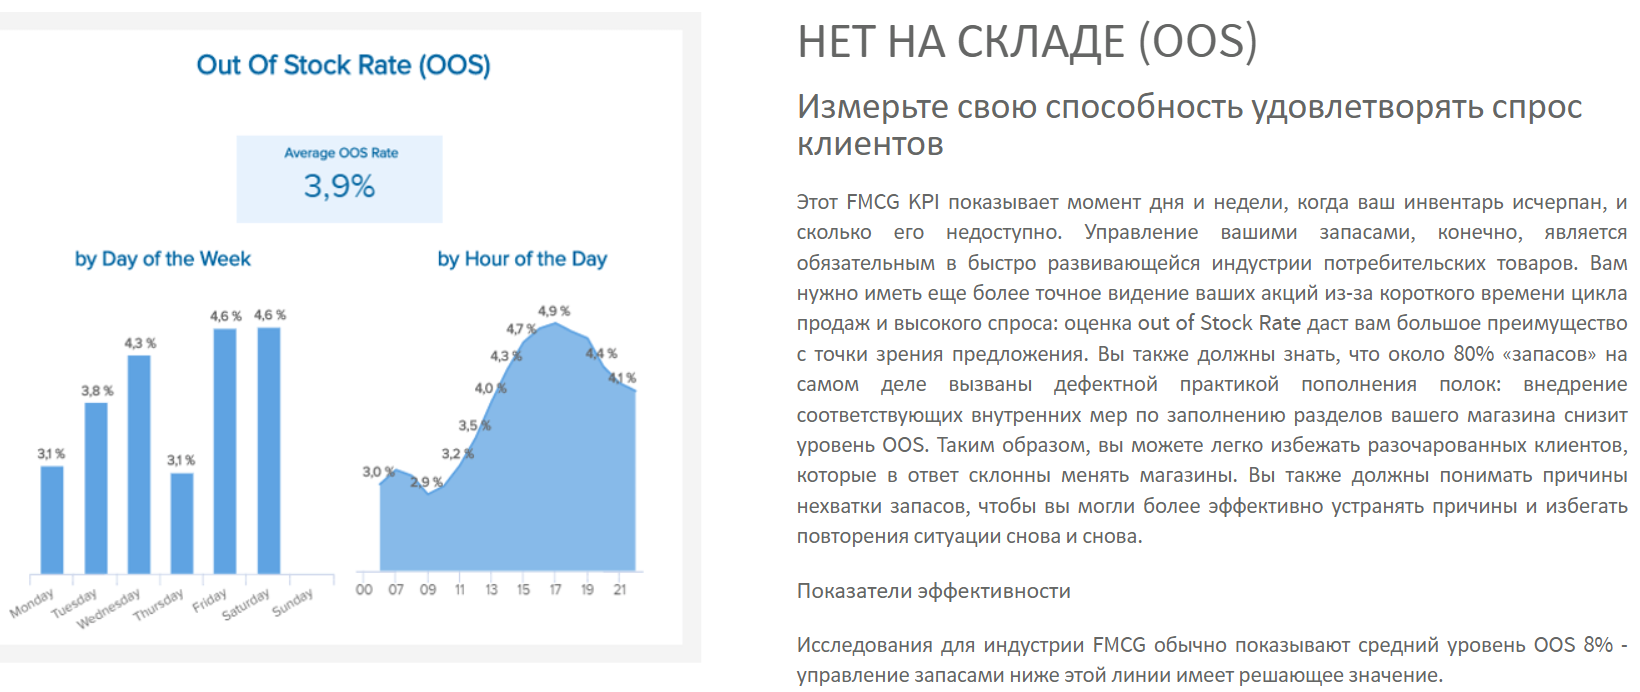 Out Of Stock Rate (OOS)
Average OOS Rate
3,9%
by Day of the Week
3,1 %
3,8 %
4,3 %
3,1 %
4,6 %
4,6 %
Monday
Tuesday
Wednesday
Thursday
Friday
Saturday
Sunday
by Hour of the Day
3,0 %
2,9 %
3,2 %
3,5 %
4,0 %
4,3 %
4,7 %
4,9 %
4,4 %
4,1 %
00 07 09 11 13 15 17 19 21
НЕТ НА СКЛАДЕ (OOS)
Измерьте свою способность удовлетворять спрос
клиентов
Этот FMCG KPI показывает момент дня и недели, когда ваш инвентарь исчерпан, и
сколько его недоступно. Управление вашими запасами, конечно, является
обязательным в быстро развивающейся индустрии потребительских товаров. Вам
нужно иметь еще более точное видение ваших акций из-за короткого времени цикла
продаж и высокого спроса: оценка out of Stock Rate даст вам большое преимущество
с точки зрения предложения. Вы также должны знать, что около 80% «запасов» на
самом деле вызваны дефектной практикой пополнения полок: внедрение
соответствующих внутренних мер по заполнению разделов вашего магазина снизит
уровень OOS. Таким образом, вы можете легко избежать разочарованных клиентов,
которые в ответ склонны менять магазины. Вы также должны понимать причины
нехватки запасов, чтобы вы могли более эффективно устранять причины и избегать
повторения ситуации снова и снова.
Показатели эффективности
Исследования для индустрии FMCG обычно показывают средний уровень OOS 8% -
управление запасами ниже этой линии имеет решающее значение.